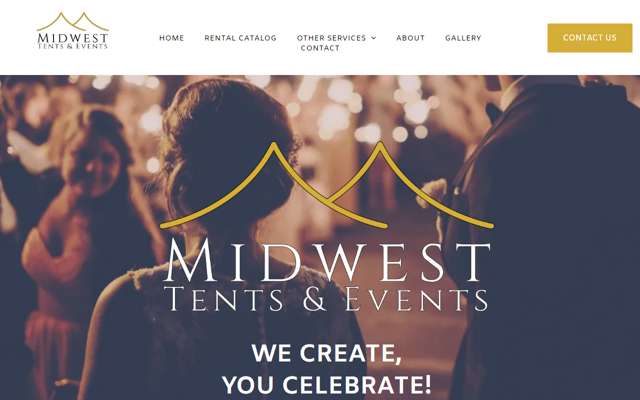 MIDWEST
TENTS & EVENTS
HOME
RENTAL CATALOG
OTHER SERVICES
ABOUT
GALLERY
CONTACT
CONTACT US
MIDWEST
TENTS & EVENTS
WE CREATE,
YOU CELEBRATE!